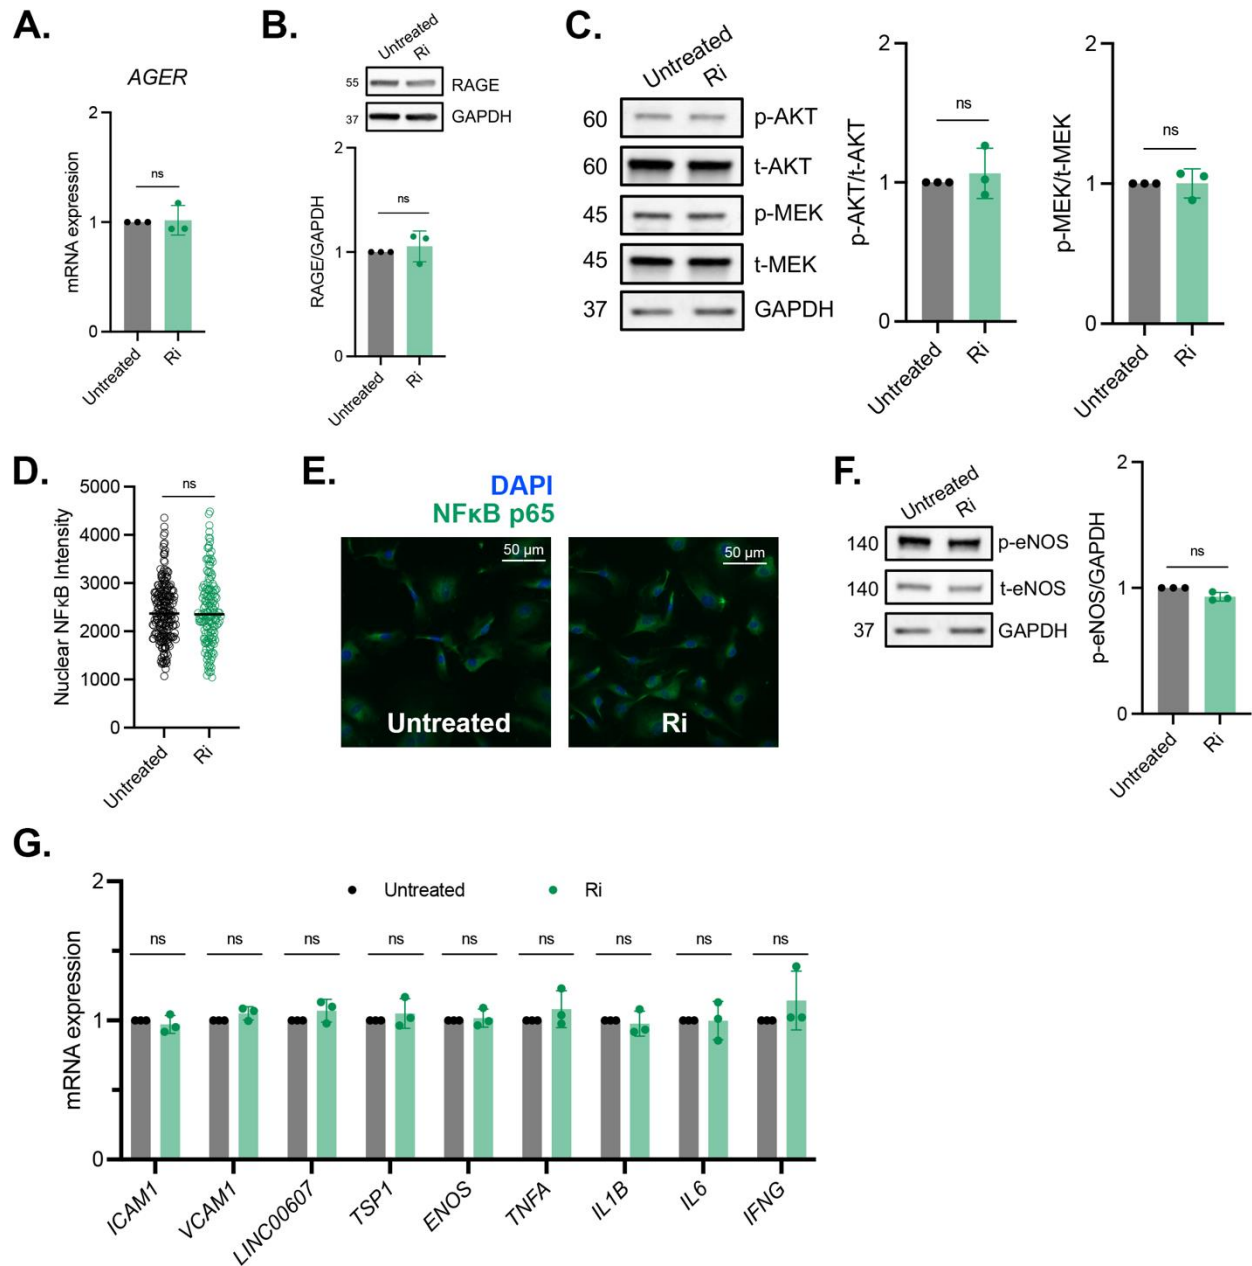 A.
AGER
mRNA expression
2
1
0
ns
Untreated
Ri
B.
Untreated
Ri
55
RAGE
37
GAPDH
RAGE/GAPDH
2
1
0
ns
Untreated
Ri
C.
Untreated
Ri
60
p-AKT
60
t-AKT
45
p-MEK
45
t-MEK
37
GAPDH
p-AKT/t-AKT
2
1
0
ns
Untreated
Ri
p-MEK/t-MEK
2
1
0
ns
Untreated
Ri
D.
Nuclear NFκB Intensity
5000
4000
3000
2000
1000
0
ns
Untreated
Ri
E.
DAPI
NFκB p65
50 µm
Untreated
50 µm
Ri
F.
Untreated
Ri
140
p-eNOS
140
t-eNOS
37
GAPDH
p-eNOS/GAPDH
2
1
0
ns
Untreated
Ri
G.
mRNA expression
2
1
0
Untreated
Ri
ns
ns
ns
ns
ns
ns
ns
ns
ns
ICAM1
VCAM1
LINC00607
TSP1
ENOS
TNFA
IL1B
IL6
IFNG